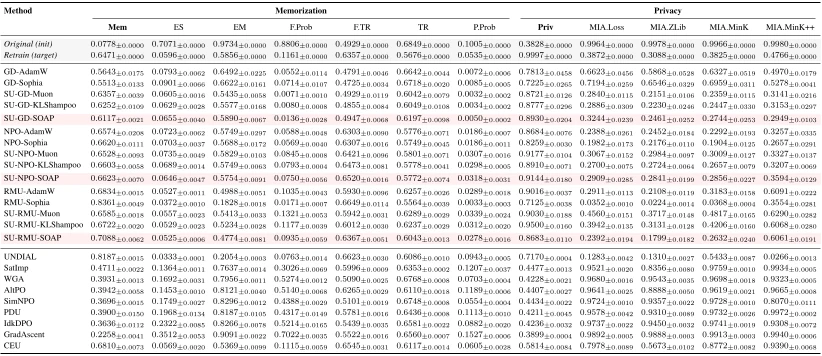 Method Memorization Privacy
Mem ES EM F.Prob F.TR TR P.Prob Priv MIA.Loss MIA.ZLib MIA.MinK MIA.MinK++
Original (init) 0.0778±0.0000 0.7071±0.0000 0.9734±0.0000 0.8806±0.0000 0.4929±0.0000 0.6849±0.0000 0.1005±0.0000 0.3828±0.0000 0.9964±0.0000 0.9978±0.0000 0.9966±0.0000 0.9980±0.0000
Retrain (target) 0.6471±0.0000 0.0596±0.0000 0.5856±0.0000 0.1161±0.0000 0.6357±0.0000 0.5676±0.0000 0.0535±0.0000 0.9997±0.0000 0.3872±0.0000 0.3088±0.0000 0.3825±0.0000 0.4766±0.0000
GD-AdamW 0.5643±0.0175 0.0793±0.0062 0.6492±0.0225 0.0552±0.0114 0.4791±0.0046 0.6642±0.0044 0.0072±0.0006 0.7813±0.0458 0.6623±0.0456 0.5868±0.0528 0.6327±0.0519 0.4970±0.0179
GD-Sophia 0.5513±0.0133 0.0901±0.0066 0.6622±0.0161 0.0714±0.0107 0.4725±0.0034 0.6718±0.0020 0.0085±0.0005 0.7225±0.0265 0.7194±0.0259 0.6546±0.0329 0.6959±0.0311 0.5278±0.0041
SU-GD-Muon 0.6357±0.0039 0.0605±0.0016 0.5435±0.0058 0.0071±0.0010 0.4929±0.0119 0.6042±0.0079 0.0032±0.0002 0.8721±0.0126 0.2840±0.0115 0.2151±0.0106 0.2359±0.0115 0.3141±0.0216
SU-GD-KLShampoo 0.6252±0.0109 0.0629±0.0028 0.5577±0.0168 0.0080±0.0008 0.4855±0.0084 0.6049±0.0108 0.0034±0.0002 0.8777±0.0296 0.2886±0.0309 0.2230±0.0246 0.2447±0.0330 0.3153±0.0297
SU-GD-SOAP 0.6117±0.0021 0.0655±0.0040 0.5890±0.0067 0.0136±0.0028 0.4947±0.0068 0.6197±0.0098 0.0050±0.0002 0.8930±0.0204 0.3244±0.0239 0.2461±0.0252 0.2744±0.0253 0.2949±0.0103
NPO-AdamW 0.6574±0.0208 0.0723±0.0062 0.5749±0.0297 0.0588±0.0048 0.6303±0.0090 0.5776±0.0071 0.0186±0.0007 0.8684±0.0076 0.2388±0.0261 0.2452±0.0184 0.2292±0.0193 0.3257±0.0335
NPO-Sophia 0.6620±0.0111 0.0703±0.0037 0.5688±0.0172 0.0569±0.0040 0.6307±0.0016 0.5749±0.0045 0.0186±0.0011 0.8259±0.0030 0.1982±0.0173 0.2176±0.0110 0.1904±0.0125 0.2657±0.0291
SU-NPO-Muon 0.6528±0.0093 0.0735±0.0049 0.5829±0.0103 0.0845±0.0008 0.6421±0.0096 0.5801±0.0071 0.0307±0.0016 0.9177±0.0104 0.3067±0.0152 0.2984±0.0097 0.3009±0.0127 0.3327±0.0137
SU-NPO-KLShampoo 0.6603±0.0058 0.0689±0.0014 0.5749±0.0063 0.0793±0.0004 0.6473±0.0081 0.5778±0.0041 0.0298±0.0005 0.8910±0.0071 0.2700±0.0075 0.2724±0.0064 0.2657±0.0079 0.3207±0.0069
SU-NPO-SOAP 0.6623±0.0070 0.0646±0.0047 0.5754±0.0091 0.0750±0.0056 0.6520±0.0016 0.5772±0.0074 0.0318±0.0031 0.9144±0.0180 0.2909±0.0285 0.2841±0.0199 0.2856±0.0227 0.3594±0.0129
RMU-AdamW 0.6834±0.0015 0.0527±0.0011 0.4988±0.0051 0.1035±0.0043 0.5930±0.0096 0.6257±0.0026 0.0218±0.0009 0.9016±0.0037 0.2911±0.0113 0.2108±0.0119 0.3183±0.0158 0.6091±0.0222
RMU-Sophia 0.8361±0.0049 0.0372±0.0010 0.1828±0.0018 0.0171±0.0007 0.6649±0.0114 0.5564±0.0039 0.0033±0.0003 0.7125±0.0038 0.0352±0.0010 0.0224±0.0014 0.0368±0.0004 0.3554±0.0281
SU-RMU-Muon 0.6585±0.0018 0.0557±0.0023 0.5413±0.0033 0.1321±0.0053 0.5942±0.0031 0.6289±0.0029 0.0339±0.0024 0.9030±0.0188 0.4560±0.0151 0.3717±0.0148 0.4817±0.0165 0.6290±0.0282
SU-RMU-KLShampoo 0.6722±0.0020 0.0529±0.0023 0.5234±0.0028 0.1177±0.0039 0.6012±0.0030 0.6237±0.0029 0.0312±0.0020 0.9500±0.0160 0.3942±0.0135 0.3131±0.0128 0.4206±0.0160 0.6068±0.0280
SU-RMU-SOAP 0.7088±0.0062 0.0525±0.0006 0.4774±0.0081 0.0935±0.0059 0.6367±0.0051 0.6043±0.0013 0.0278±0.0016 0.8683±0.0110 0.2392±0.0194 0.1799±0.0182 0.2632±0.0240 0.6061±0.0191
UNDIAL 0.8187±0.0015 0.0333±0.0001 0.2054±0.0003 0.0763±0.0014 0.6623±0.0030 0.6086±0.0010 0.0943±0.0005 0.7170±0.0004 0.1283±0.0042 0.1310±0.0027 0.5433±0.0087 0.0266±0.0013
SatImp 0.4711±0.0022 0.1364±0.0011 0.7637±0.0014 0.3026±0.0069 0.5996±0.0009 0.6353±0.0002 0.1207±0.0037 0.4477±0.0013 0.9521±0.0020 0.8356±0.0080 0.9759±0.0010 0.9934±0.0005
WGA 0.3931±0.0013 0.1692±0.0031 0.7956±0.0011 0.5274±0.0012 0.5090±0.0025 0.6768±0.0008 0.0703±0.0004 0.4228±0.0021 0.9680±0.0016 0.9543±0.0035 0.9698±0.0018 0.9323±0.0005
AltPO 0.3942±0.0058 0.1453±0.0010 0.8121±0.0034 0.5140±0.0068 0.6265±0.0020 0.6110±0.0018 0.1189±0.0006 0.4407±0.0027 0.9641±0.0025 0.8888±0.0050 0.9619±0.0021 0.9665±0.0008
SimNPO 0.3696±0.0015 0.1749±0.0027 0.8296±0.0012 0.4388±0.0029 0.5101±0.0019 0.6748±0.0008 0.0554±0.0004 0.4434±0.0022 0.9724±0.0010 0.9357±0.0022 0.9728±0.0010 0.8070±0.0111
PDU 0.3900±0.0150 0.1968±0.0134 0.8187±0.0105 0.4317±0.0149 0.5781±0.0016 0.6436±0.0008 0.1113±0.0010 0.4211±0.0045 0.9578±0.0042 0.9310±0.0089 0.9732±0.0026 0.9972±0.0002
IdkDPO 0.3636±0.0112 0.2322±0.0085 0.8266±0.0078 0.5214±0.0165 0.5439±0.0035 0.6581±0.0022 0.0882±0.0020 0.4236±0.0032 0.9737±0.0022 0.9450±0.0032 0.9741±0.0019 0.9308±0.0072
GradAscent 0.2258±0.0411 0.3512±0.0553 0.9091±0.0022 0.7022±0.0035 0.5522±0.0116 0.6560±0.0007 0.1527±0.0006 0.3899±0.0004 0.9892±0.0005 0.9888±0.0003 0.9913±0.0003 0.9940±0.0006
CEU 0.6810±0.0073 0.0569±0.0020 0.5369±0.0099 0.1115±0.0059 0.6545±0.0031 0.6117±0.0014 0.0605±0.0028 0.5814±0.0084 0.7978±0.0089 0.5673±0.0102 0.8772±0.0082 0.9390±0.0068